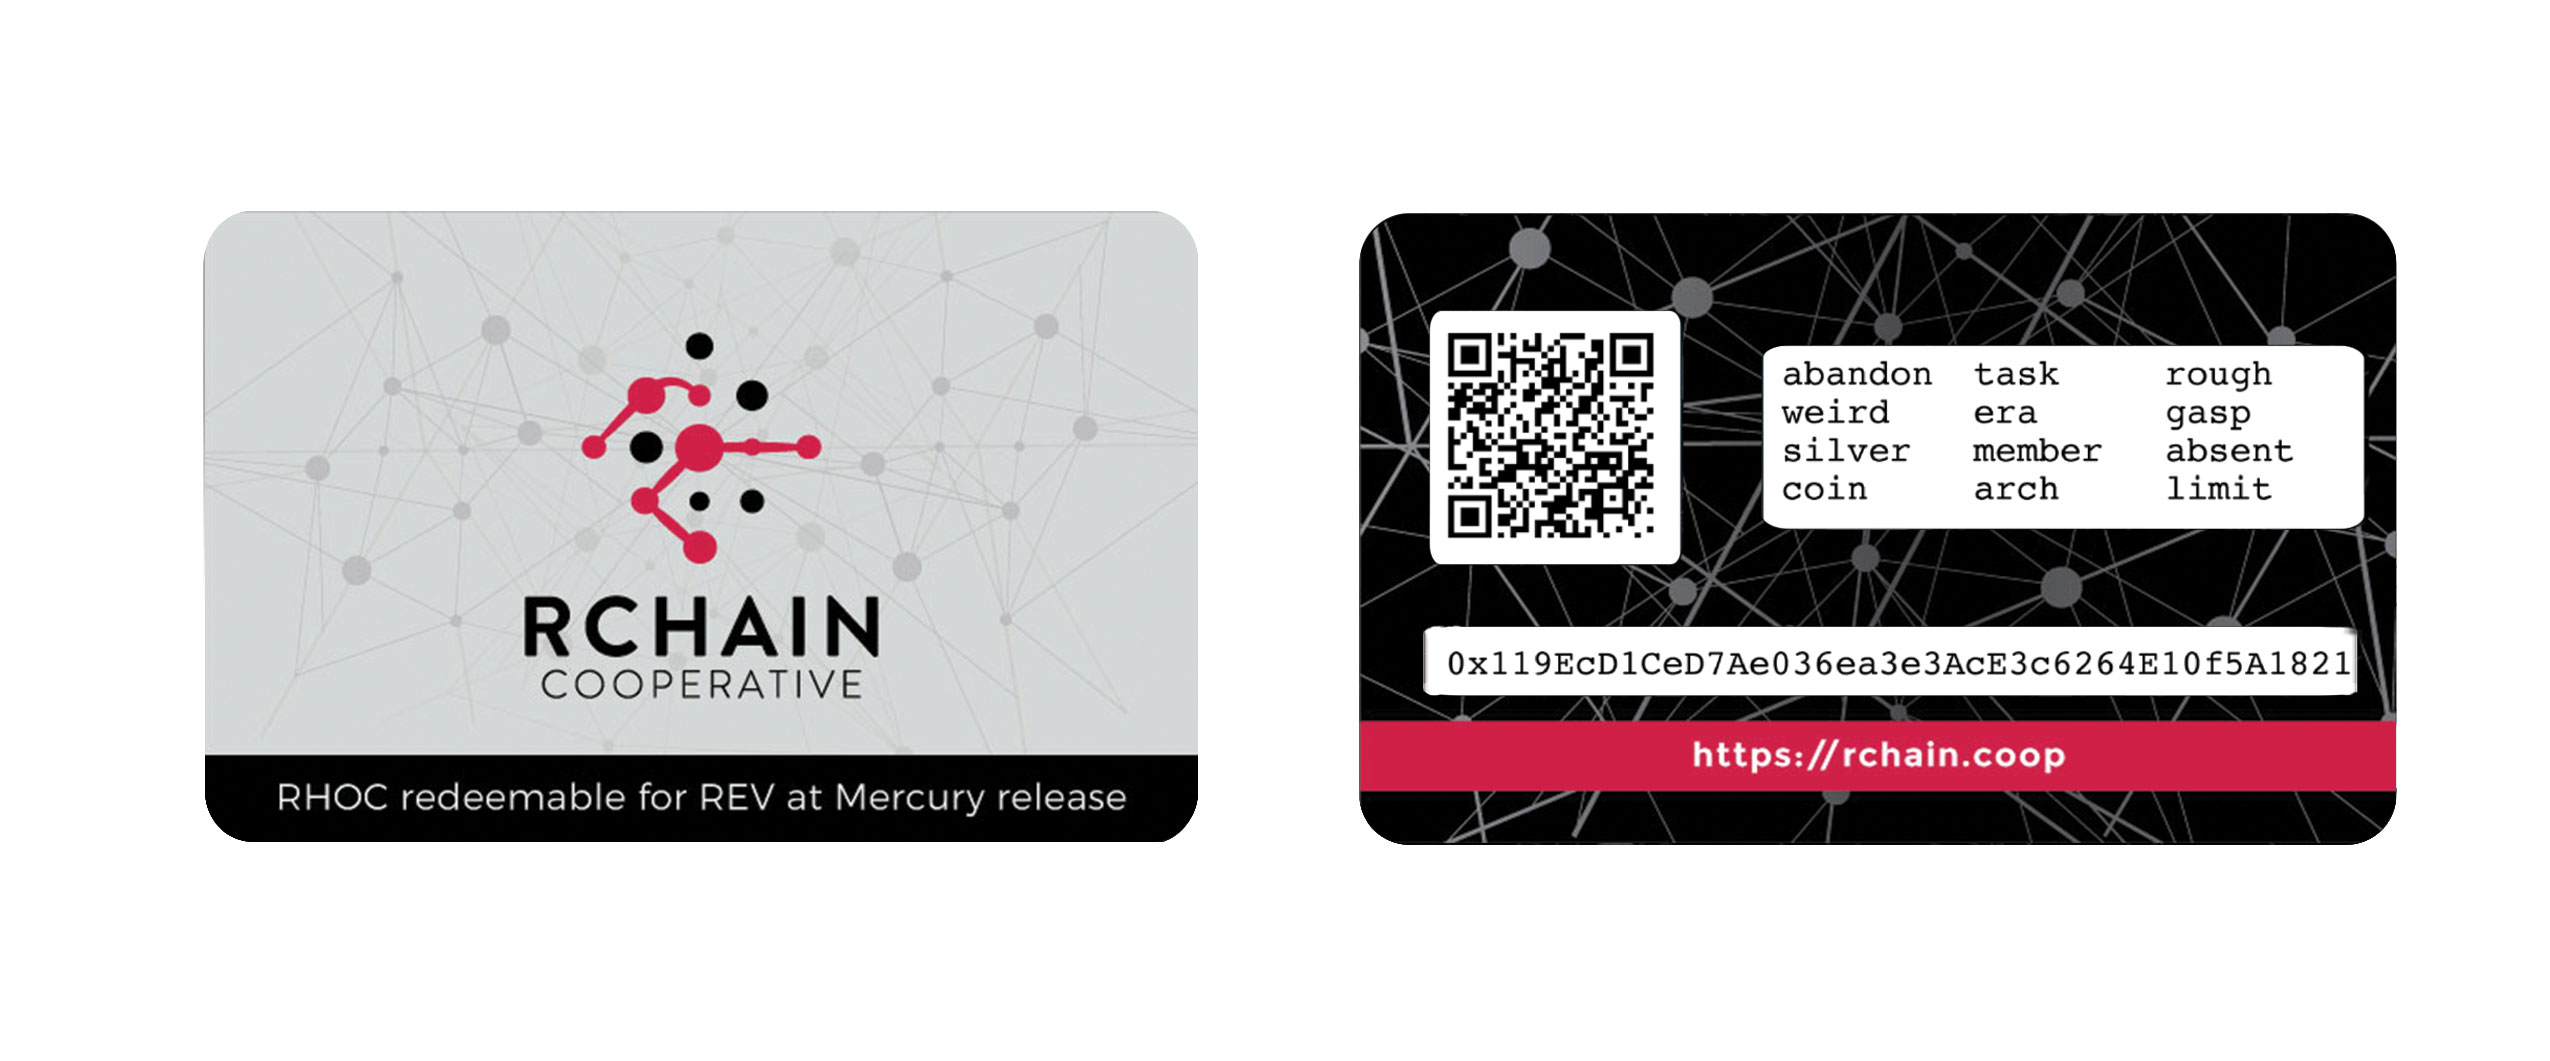 RCHAIN
COOPERATIVE
RHOC redeemable for REV at Mercury release
abandon task rough
weird era gasp
silver member absent
coin arch limit
0x119EcD1CeD7Ae036ea3e3AcE3c6264E10f5A1821
https://rchain.coop